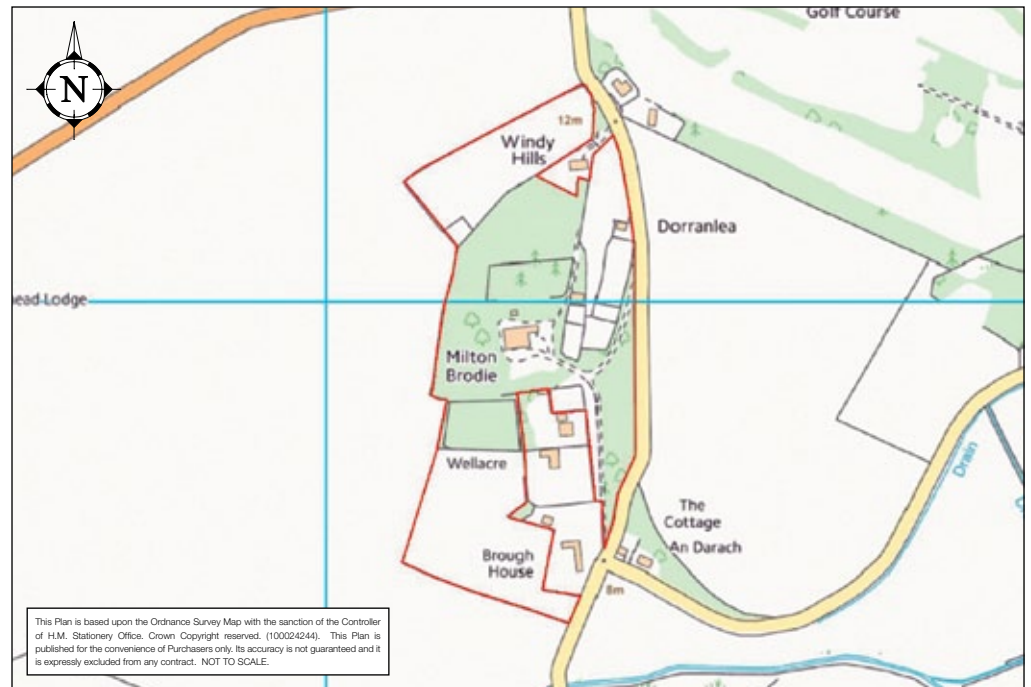 Golf Course
N
12m
Windy
Hills
Dorranlea
ead Lodge
Milton
Brodie
Wellacre
Drain
The
Cottage
An Darach
Brough
House
8m
This Plan is based upon the Ordnance Survey Map with the sanction of the Controller
of H.M. Stationery Office. Crown Copyright reserved. (100024244). This Plan is
published for the convenience of Purchasers only. Its accuracy is not guaranteed and it
is expressly excluded from any contract. NOT TO SCALE.